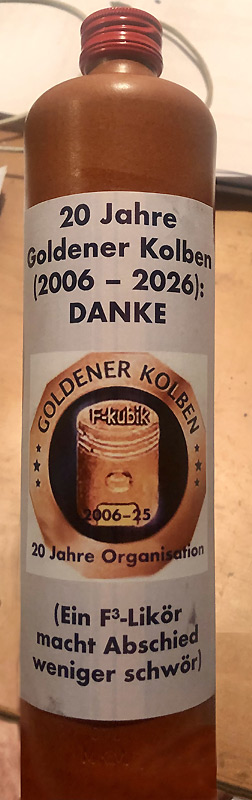 20 Jahre
Goldener Kolben
(2006 – 2026):
DANKE
GOLDENER KOLBEN
F-kubik
2006-25
20 Jahre Organisation
(Ein F³-Likör
macht Abschied
weniger schwör)